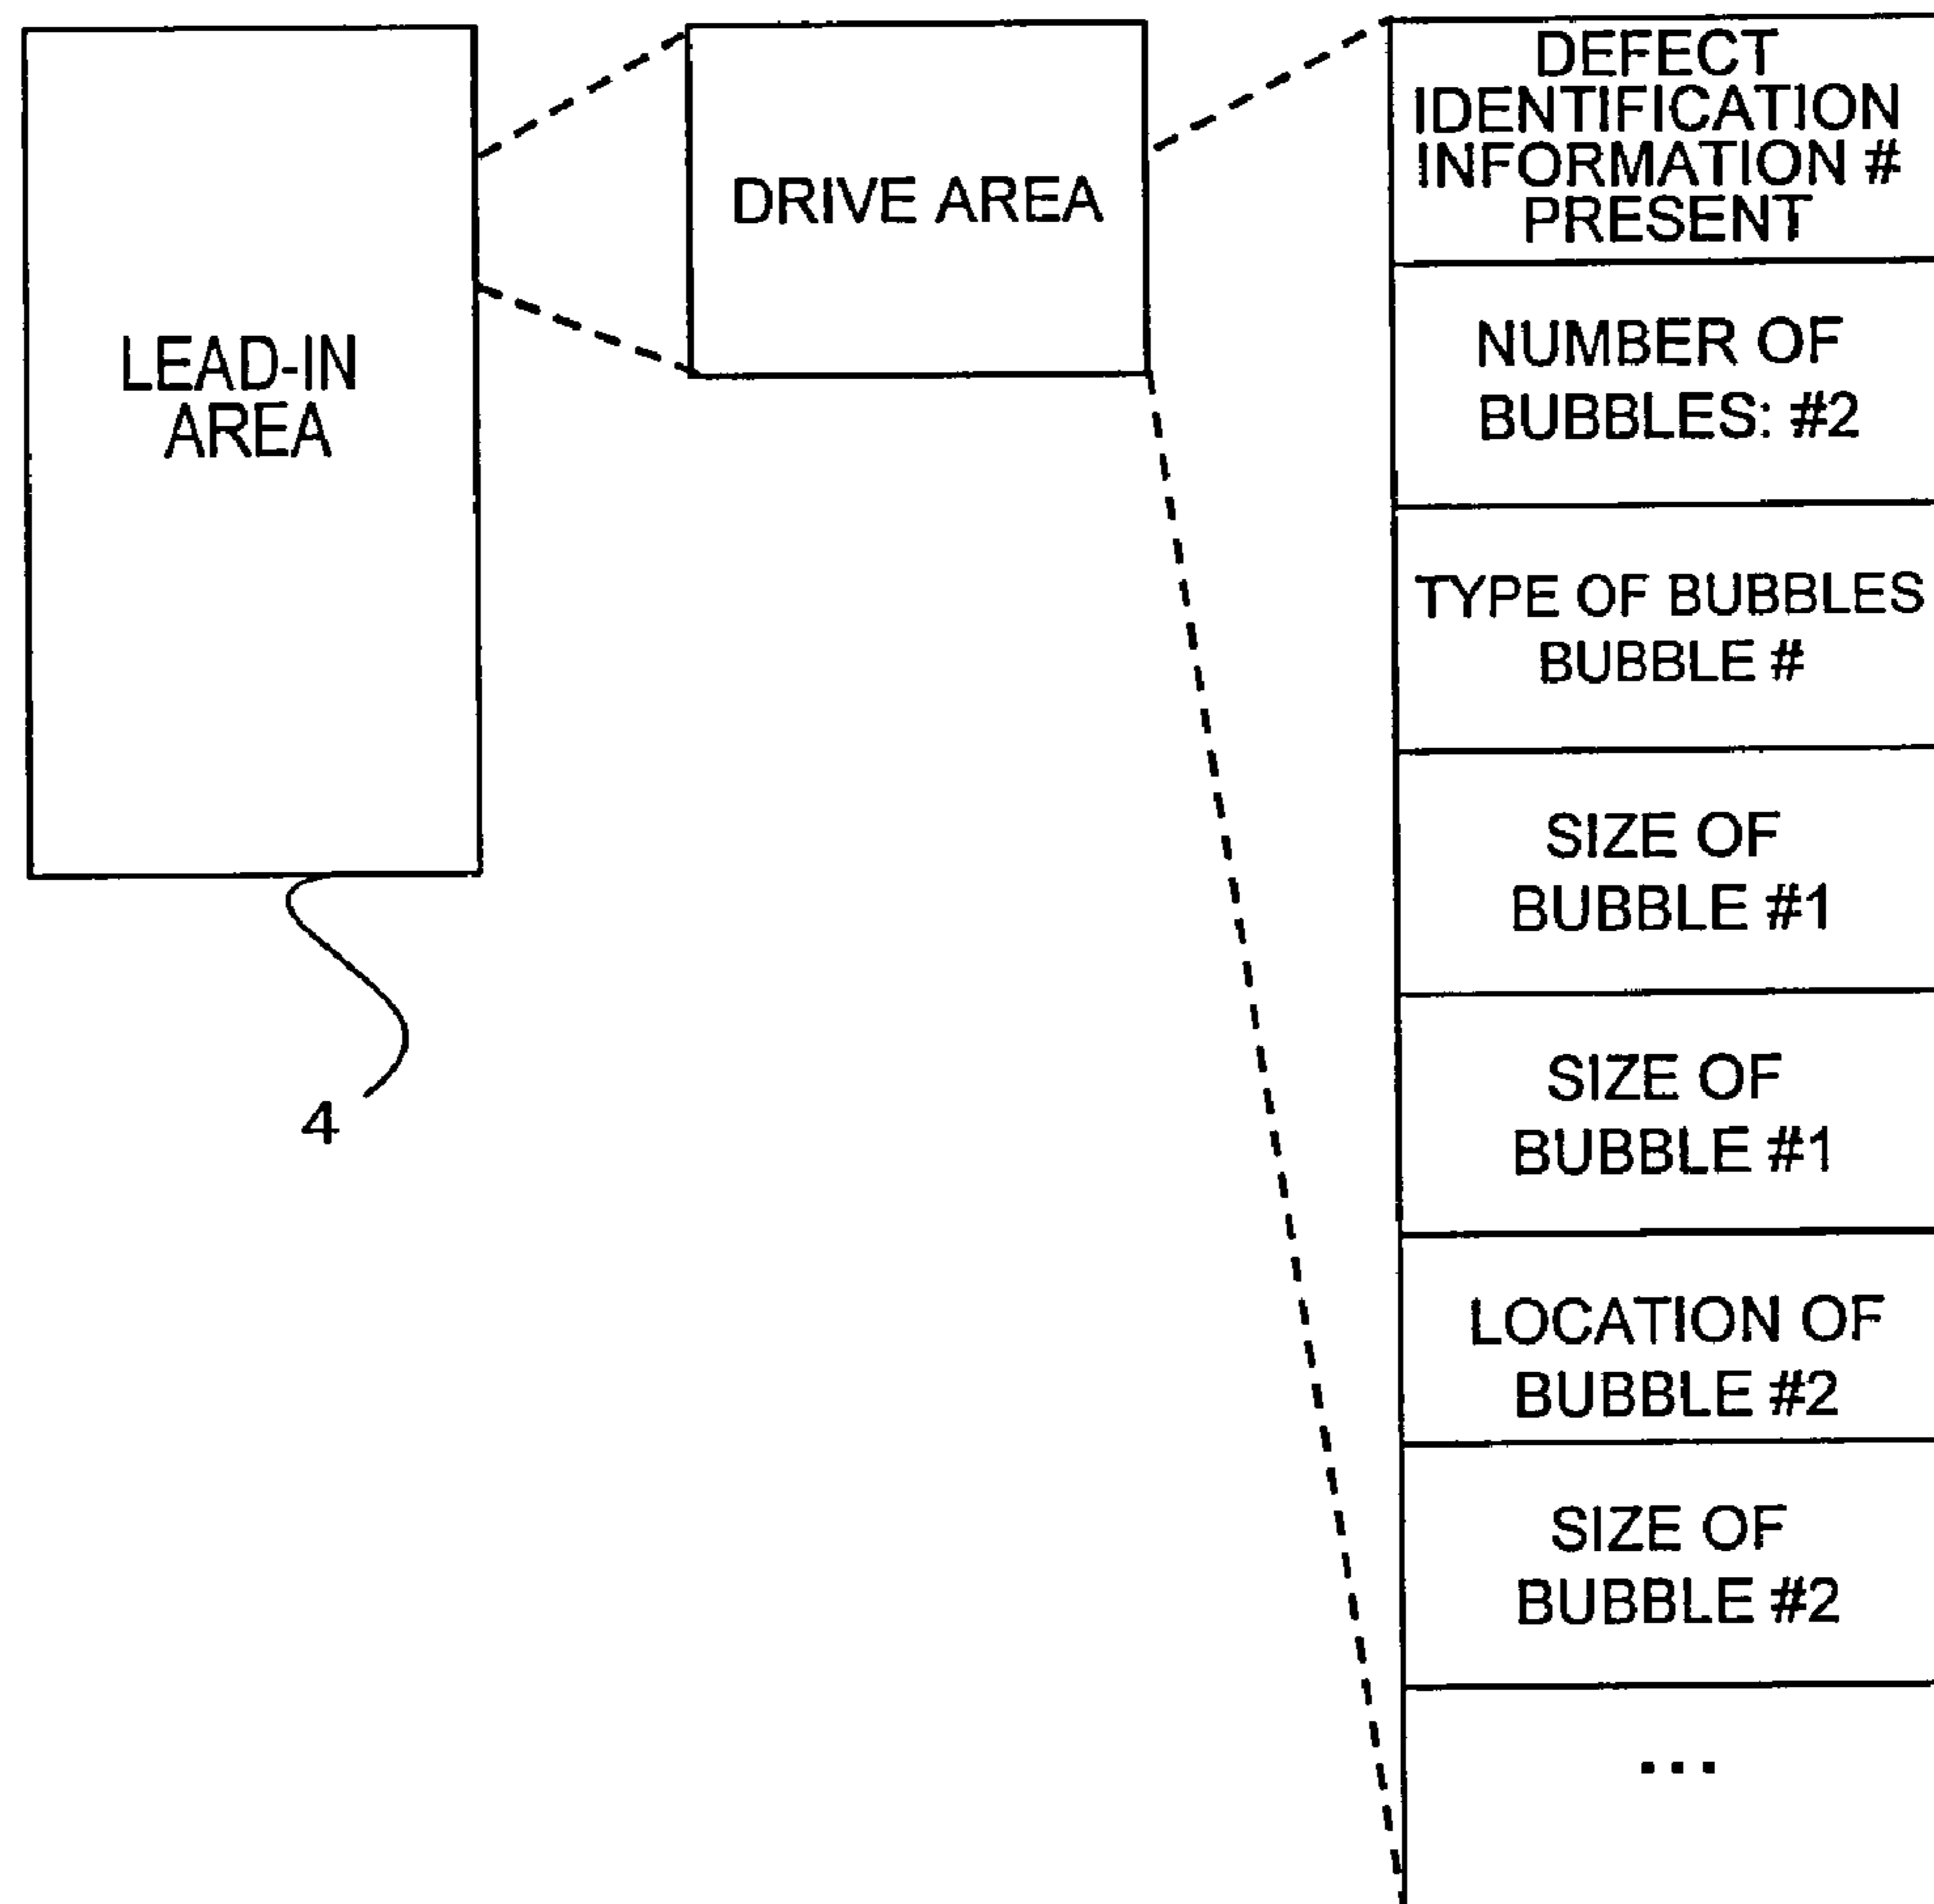 LEAD-IN
AREA
4
DRIVE AREA
DEFECT
IDENTIFICATION
INFORMATION #
PRESENT
NUMBER OF
BUBBLES: #2
TYPE OF BUBBLES
BUBBLE #
SIZE OF
BUBBLE #1
SIZE OF
BUBBLE #1
LOCATION OF
BUBBLE #2
SIZE OF
BUBBLE #2
...